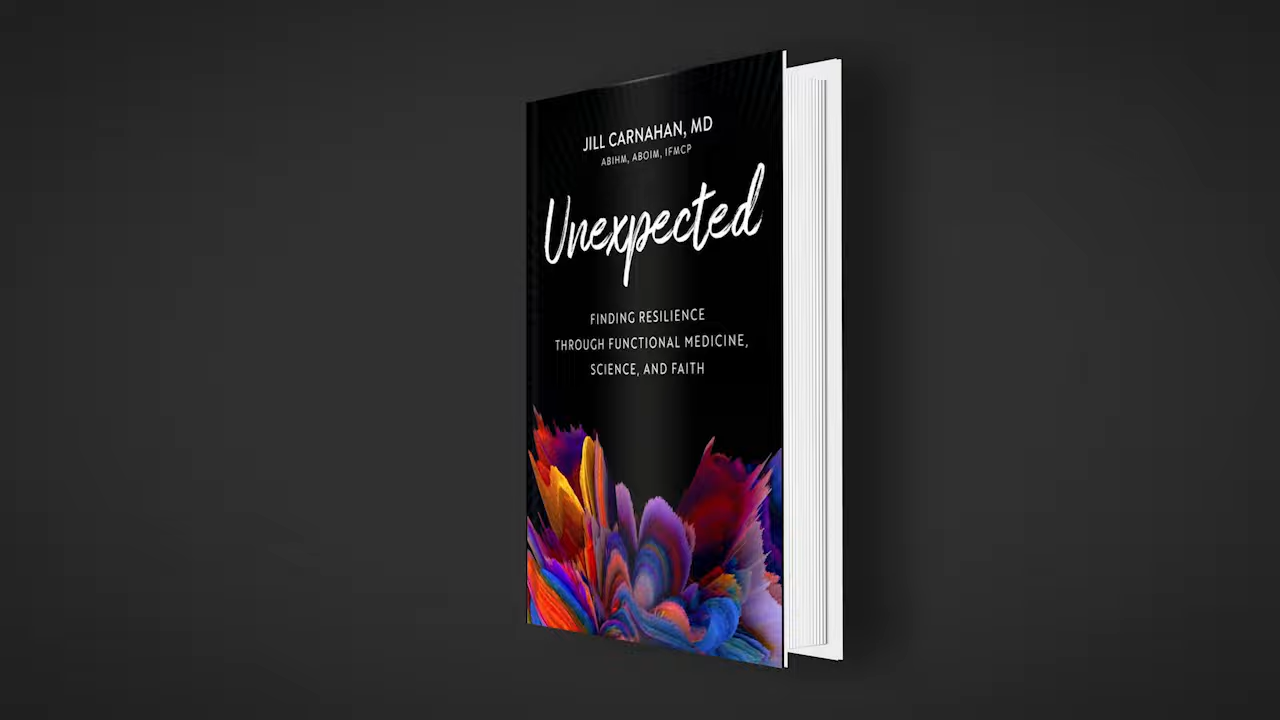 JILL CARNAHAN, MD
ABIHM, ABOIM, IFMCP
Unexpected
FINDING RESILIENCE
THROUGH FUNCTIONAL MEDICINE,
SCIENCE, AND FAITH